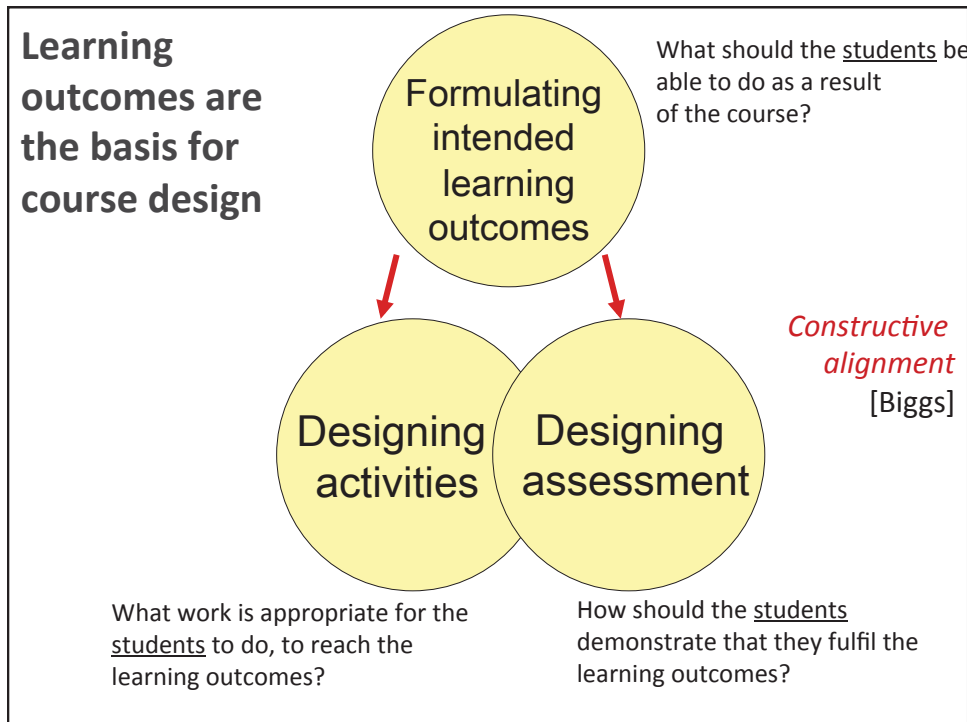 Learning
outcomes are
the basis for
course design
What should the students be
able to do as a result
of the course?
Formulating
intended
learning
outcomes
Constructive
alignment
[Biggs]
Designing
activities
Designing
assessment
What work is appropriate for the
students to do, to reach the
learning outcomes?
How should the students
demonstrate that they fulfil the
learning outcomes?